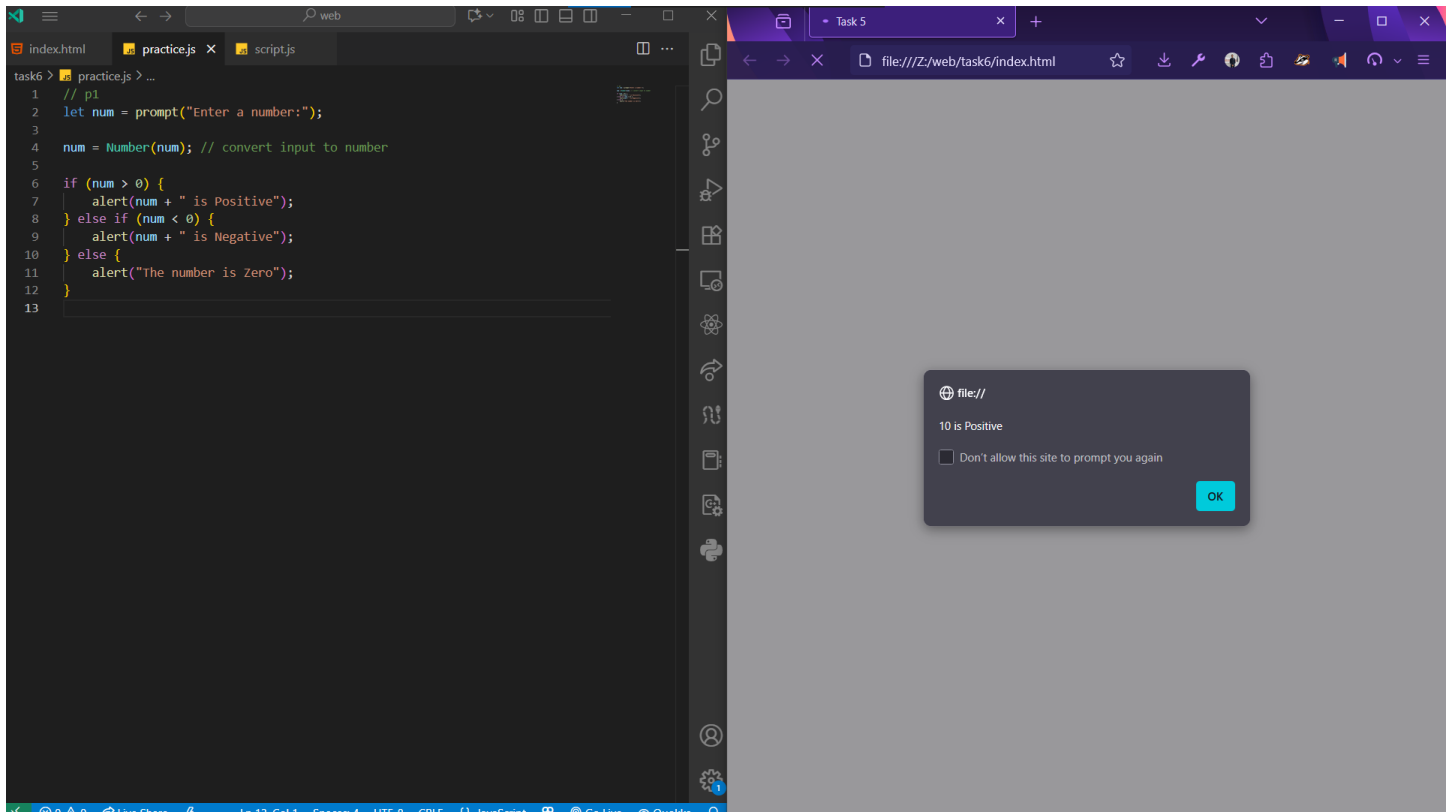 web
index.html
practice.js
script.js
task6 > practice.js > ...
1 // p1
2 let num = prompt("Enter a number:");
3
4 num = Number(num); // convert input to number
5
6 if (num > 0) {
7 alert(num + " is Positive");
8 } else if (num < 0) {
9 alert(num + " is Negative");
10 } else {
11 alert("The number is Zero");
12 }
13
1
Task 5
file:///Z:/web/task6/index.html
file://
10 is Positive
Don't allow this site to prompt you again
OK